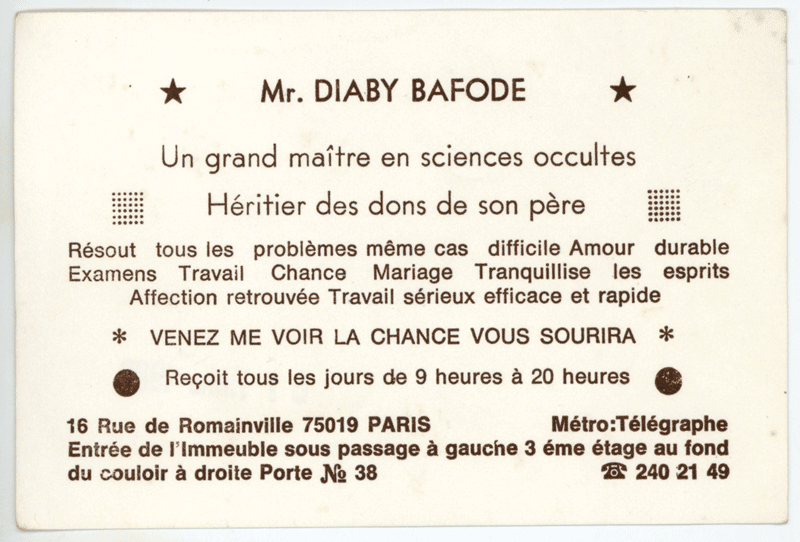 ★ Mr. DIABY BAFODE ★
Un grand maître en sciences occultes
Héritier des dons de son père
Résout tous les problèmes même cas difficile Amour durable
Examens Travail Chance Mariage Tranquillise les esprits
Affection retrouvée Travail sérieux efficace et rapide
* VENEZ ME VOIR LA CHANCE VOUS SOURIRA *
Reçoit tous les jours de 9 heures à 20 heures
16 Rue de Romainville 75019 PARIS Métro:Télégraphe
Entrée de l'Immeuble sous passage à gauche 3 éme étage au fond
du couloir à droite Porte № 38 ☎ 240 21 49